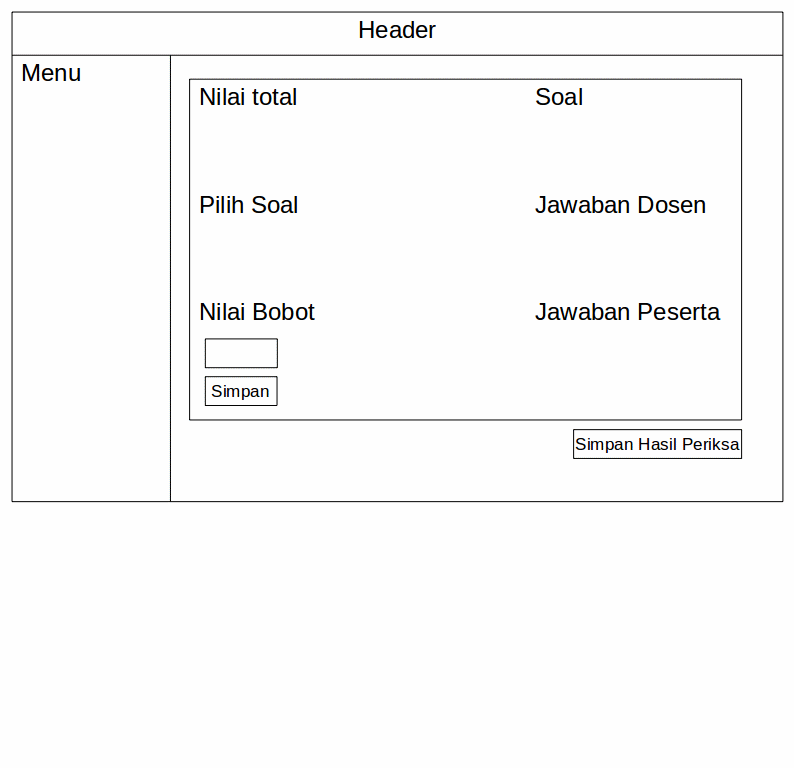 Header
Menu
Nilai total
Soal
Pilih Soal
Jawaban Dosen
Nilai Bobot
Jawaban Peserta
Simpan
Simpan Hasil Periksa